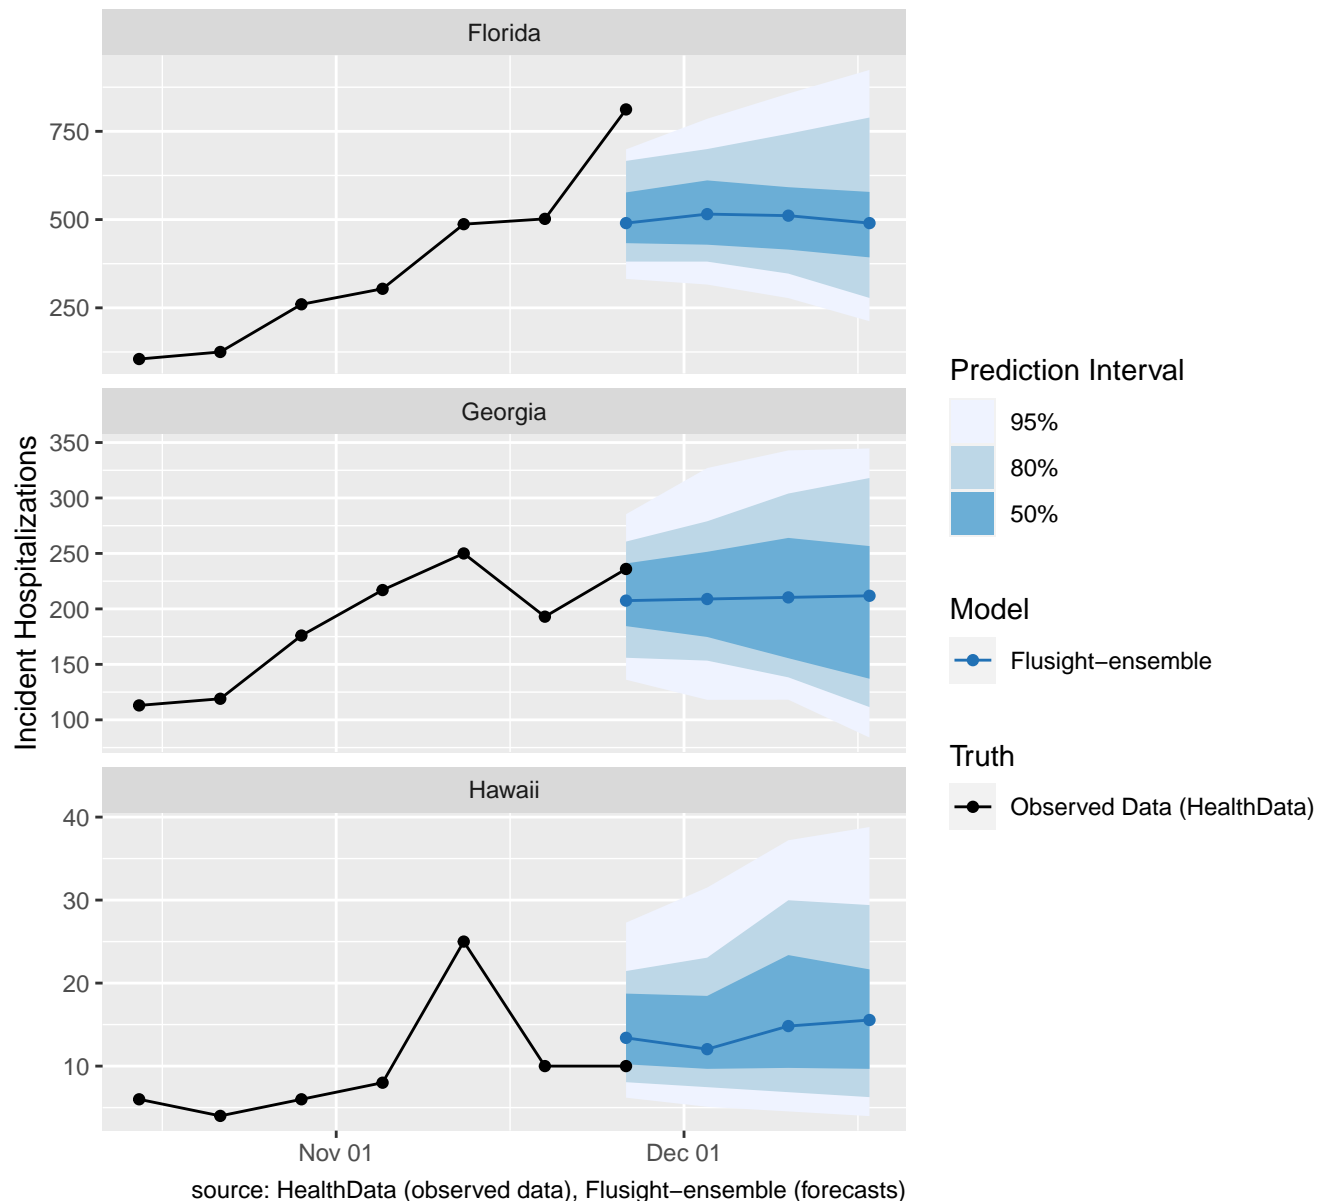 Florida
750
500
250
Georgia
350
300
250
200
150
100
Hawaii
40
30
20
10
Incident Hospitalizations
Nov 01
Dec 01
source: HealthData (observed data), Flusight−ensemble (forecasts)
Prediction Interval
95%
80%
50%
Model
Flusight−ensemble
Truth
Observed Data (HealthData)